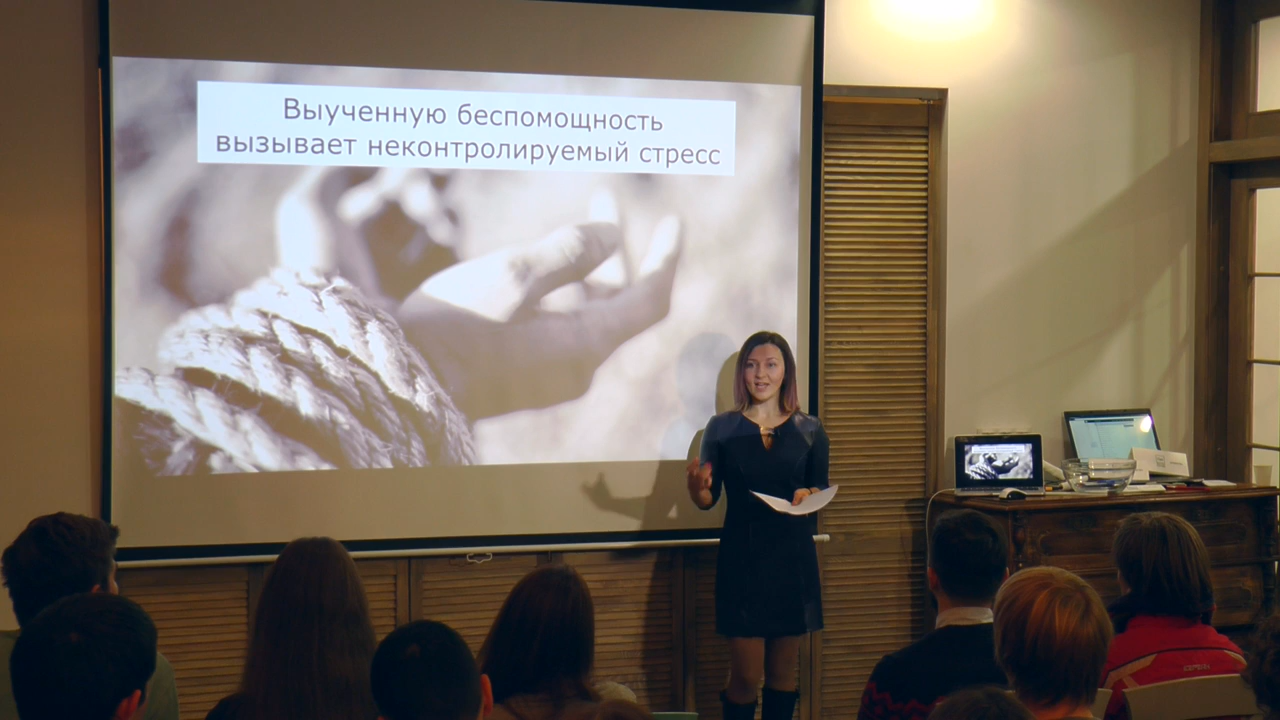 Выученную беспомощность
вызывает неконтролируемый стресс